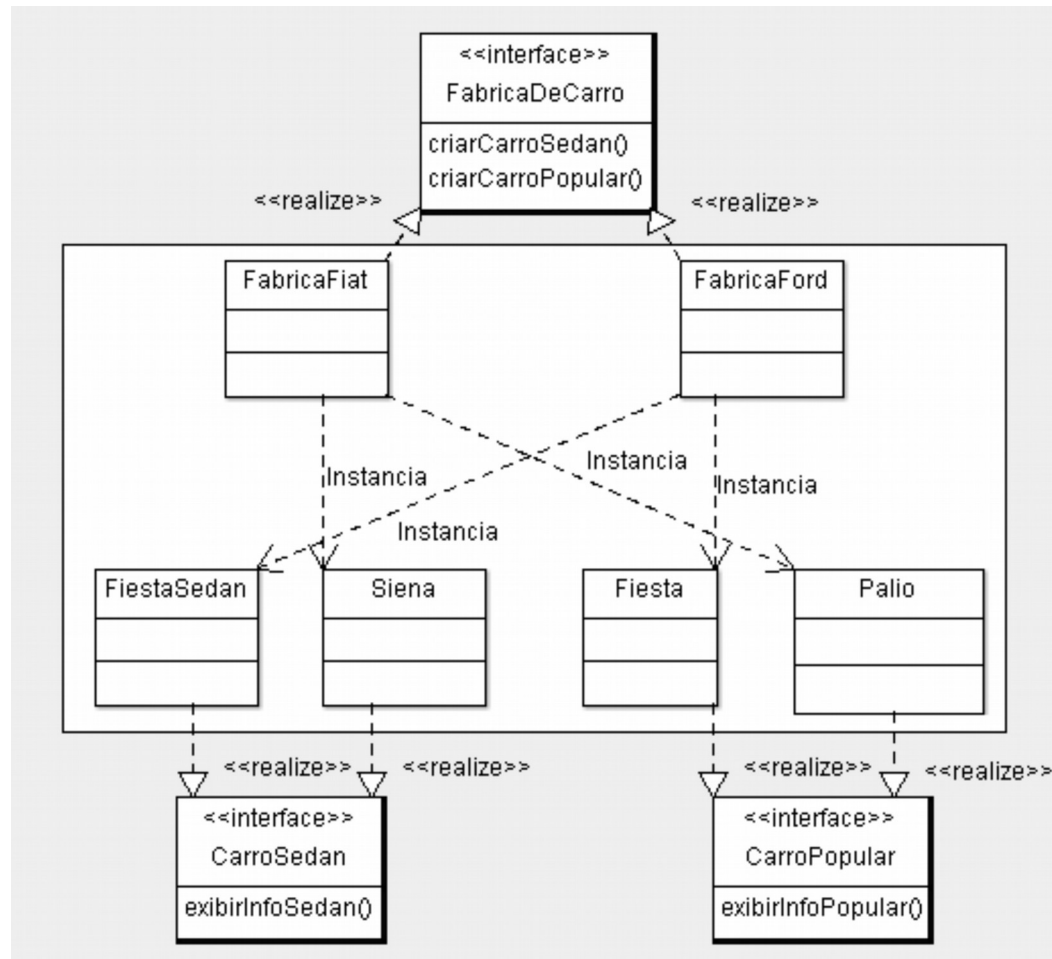 <<interface>>
FabricaDeCarro
criarCarroSedan()
criarCarroPopular()
<<realize>>
<<realize>>
FabricaFiat
FabricaFord
Instancia
Instancia
Instancia
Instancia
FiestaSedan
Siena
Fiesta
Palio
<<realize>>
<<realize>>
<<realize>>
<<realize>>
<<interface>>
CarroSedan
exibirInfoSedan()
<<interface>>
CarroPopular
exibirInfoPopular()